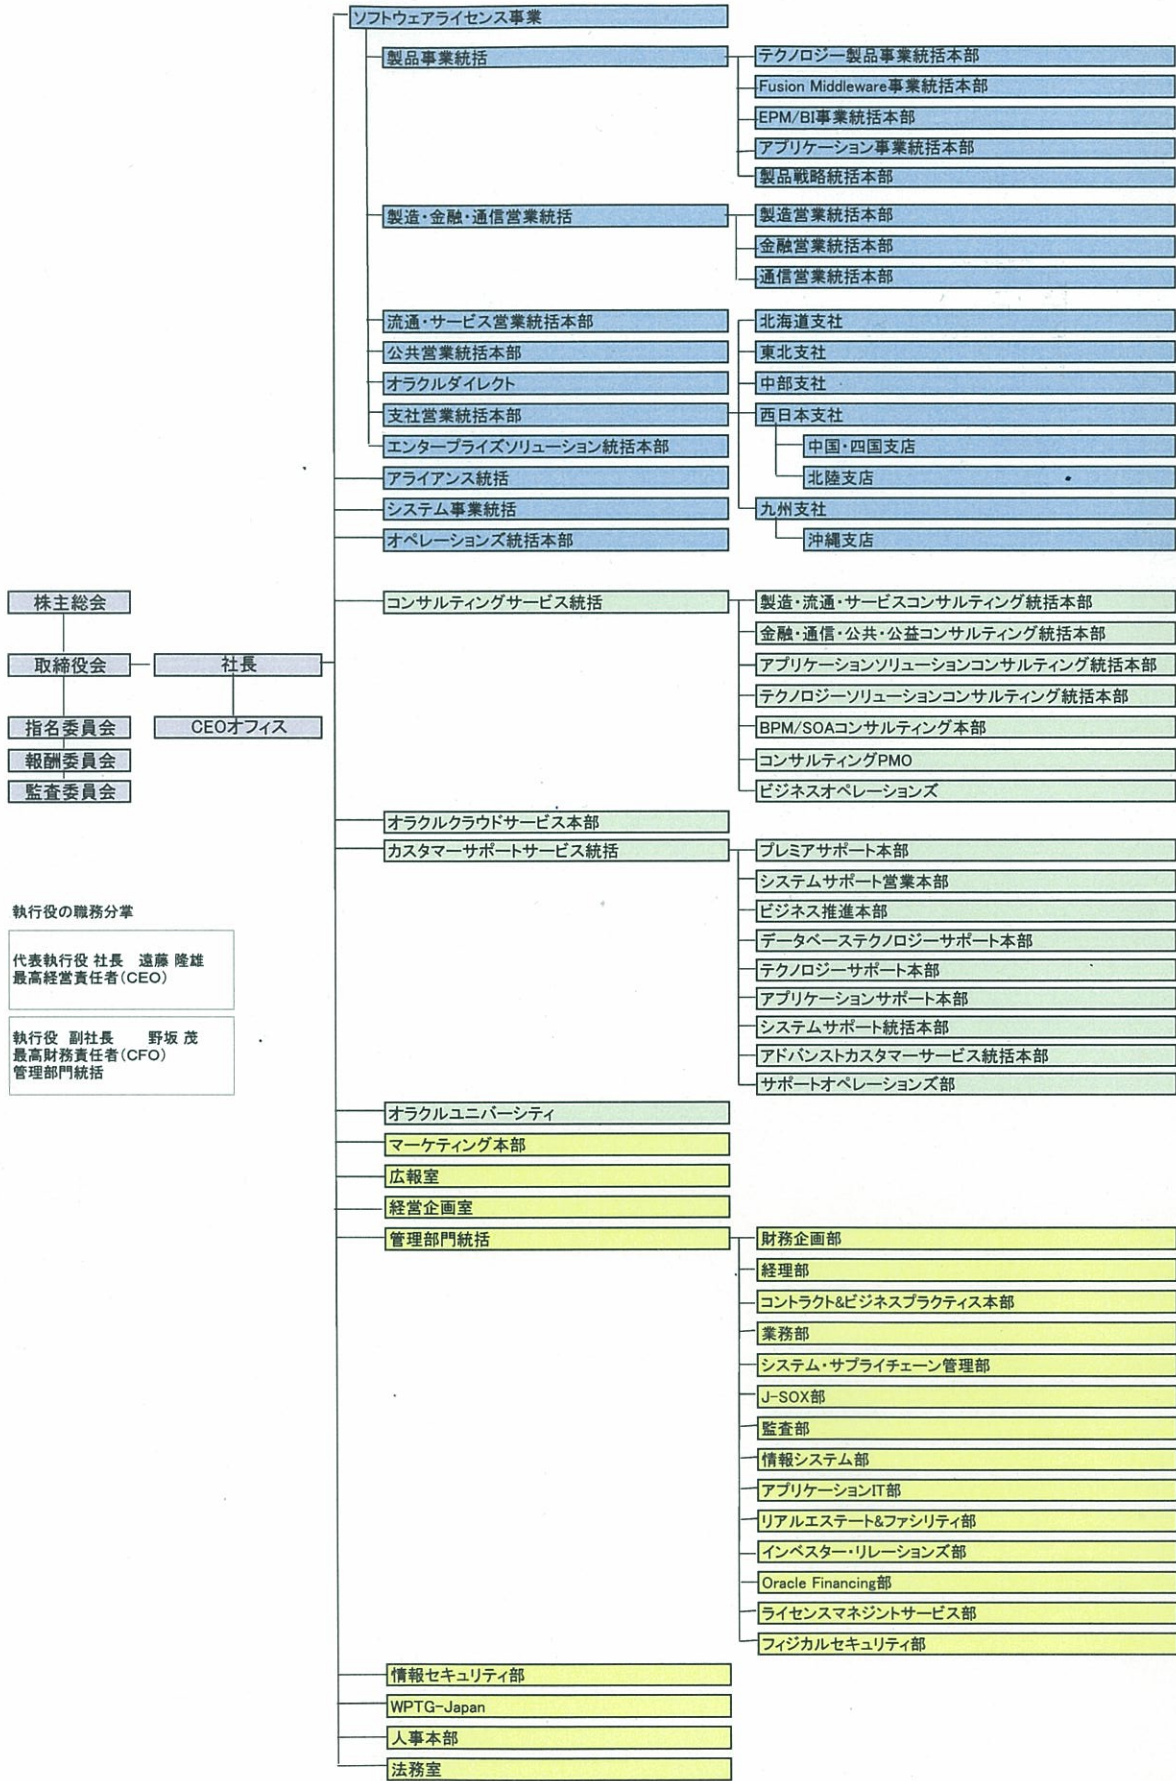 ソフトウェアライセンス事業
製品事業統括
テクノロジー製品事業統括本部
Fusion Middleware事業統括本部
EPM/BI事業統括本部
アプリケーション事業統括本部
製品戦略統括本部
製造・金融・通信営業統括
製造営業統括本部
金融営業統括本部
通信営業統括本部
流通・サービス営業統括本部
公共営業統括本部
オラクルダイレクト
支社営業統括本部
エンタープライズソリューション統括本部
北海道支社
東北支社
中部支社
西日本支社
中国・四国支店
北陸支店
九州支社
沖縄支店
アライアンス統括
システム事業統括
オペレーションズ統括本部
株主総会
取締役会
社長
指名委員会
CEOオフィス
報酬委員会
監査委員会
コンサルティングサービス統括
製造・流通・サービスコンサルティング統括本部
金融・通信・公共・公益コンサルティング統括本部
アプリケーションソリューションコンサルティング統括本部
テクノロジーソリューションコンサルティング統括本部
BPM/SOAコンサルティング本部
コンサルティングPMO
ビジネスオペレーションズ
オラクルクラウドサービス本部
カスタマーサポートサービス統括
プレミアサポート本部
システムサポート営業本部
ビジネス推進本部
データベーステクノロジーサポート本部
テクノロジーサポート本部
アプリケーションサポート本部
システムサポート統括本部
アドバンストカスタマーサービス統括本部
サポートオペレーションズ部
執行役の職務分掌
代表執行役 社長 遠藤 隆雄
最高経営責任者(CEO)
執行役 副社長 野坂 茂
最高財務責任者(CFO)
管理部門統括
オラクルユニバーシティ
マーケティング本部
広報室
経営企画室
管理部門統括
財務企画部
経理部
コントラクト&ビジネスプラクティス本部
業務部
システム・サプライチェーン管理部
J-SOX部
監査部
情報システム部
アプリケーションIT部
リアルエステート&ファシリティ部
インベスター・リレーションズ部
Oracle Financing部
ライセンスマネジントサービス部
フィジカルセキュリティ部
情報セキュリティ部
WPTG-Japan
人事本部
法務室